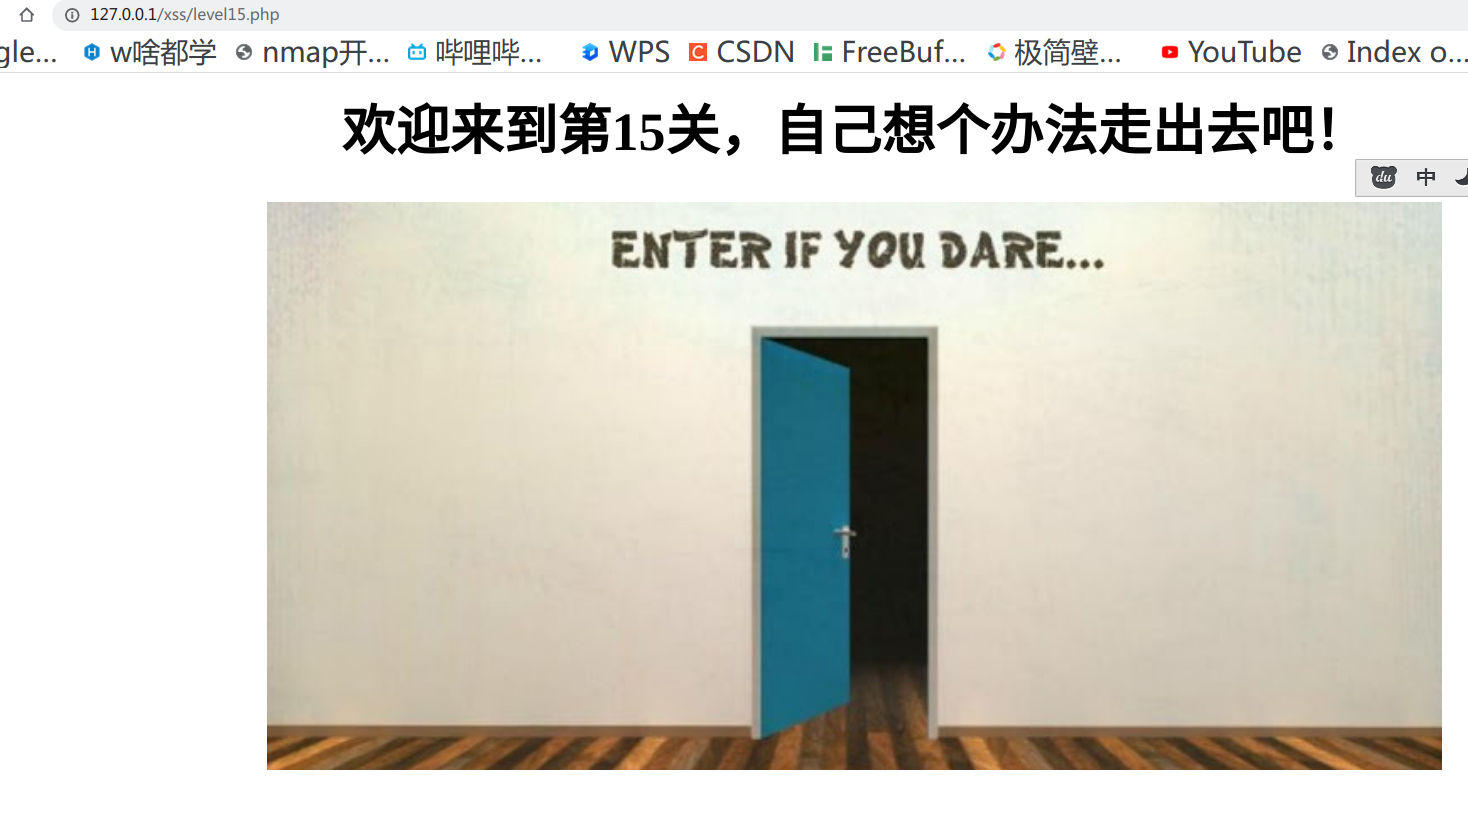 127.0.0.1/xss/level15.php
gle... w啥都学 nmap开... 哔哩哔... WPS CSDN FreeBuf... 极简壁... YouTube Index o...
欢迎来到第15关，自己想个办法走出去吧！
du 中
ENTER IF YOU DARE...